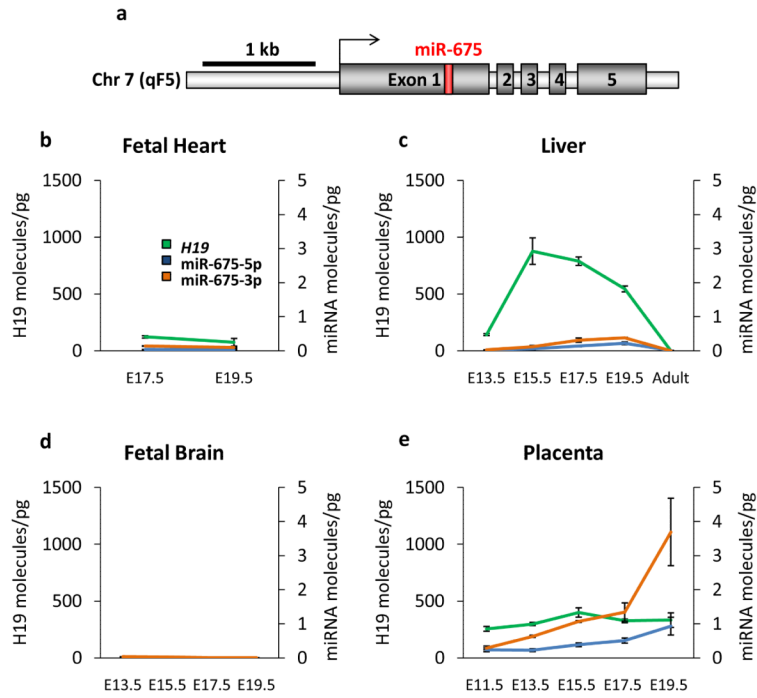 a
1 kb
miR-675
Chr 7 (qF5)
Exon 1
2
3
4
5
b
Fetal Heart
H19 molecules/pg
1500
1000
500
0
5
4
3
2
1
0
miRNA molecules/pg
H19
miR-675-5p
miR-675-3p
E17.5 E19.5
c
Liver
H19 molecules/pg
1500
1000
500
0
5
4
3
2
1
0
miRNA molecules/pg
E13.5 E15.5 E17.5 E19.5 Adult
d
Fetal Brain
H19 molecules/pg
1500
1000
500
0
5
4
3
2
1
0
miRNA molecules/pg
E13.5 E15.5 E17.5 E19.5
e
Placenta
H19 molecules/pg
1500
1000
500
0
5
4
3
2
1
0
miRNA molecules/pg
E11.5 E13.5 E15.5 E17.5 E19.5